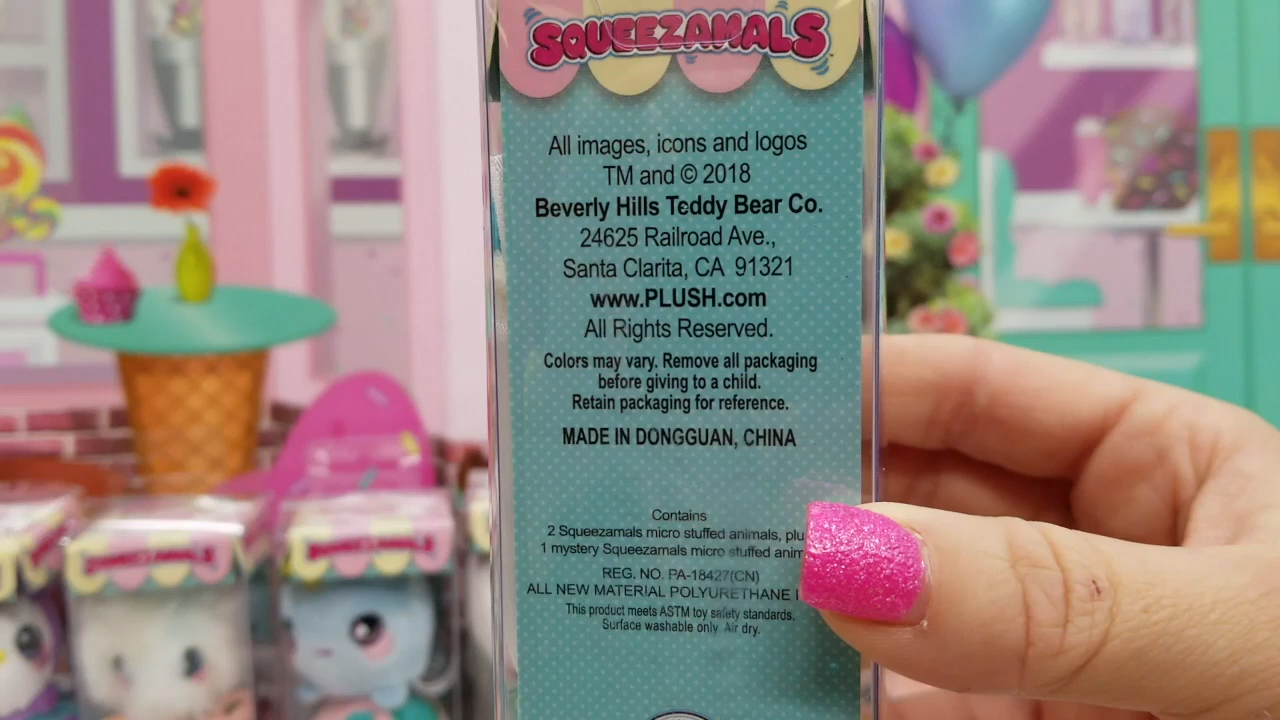 SQUEEZAMALS
All images, icons and logos
TM and © 2018
Beverly Hills Teddy Bear Co.
24625 Railroad Ave.,
Santa Clarita, CA 91321
www.PLUSH.com
All Rights Reserved.
Colors may vary. Remove all packaging
before giving to a child.
Retain packaging for reference.
MADE IN DONGGUAN, CHINA
Contains
2 Squeezamals micro stuffed animals, plu
1 mystery Squeezamals micro stuffed anim
REG. NO. PA-18427(CN)
ALL NEW MATERIAL POLYURETHANE
This product meets ASTM toy safety standards.
Surface washable only. Air dry.
SQUEEZAMALS
SQUEEZAMALS